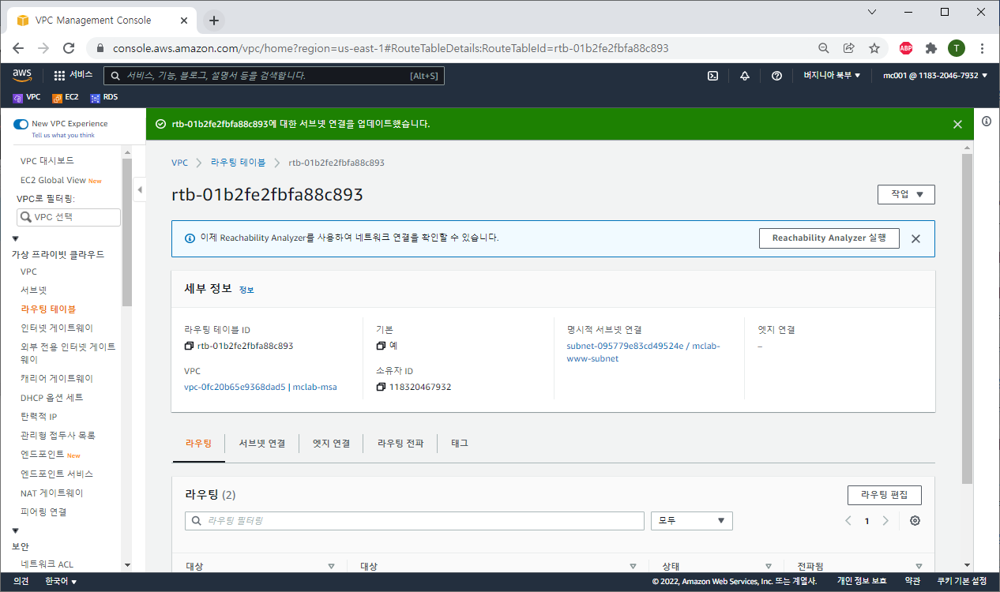 VPC Management Console
console.aws.amazon.com/vpc/home?region=us-east-1#RouteTableDetails:RouteTableId=rtb-01b2fe2fbfa88c893
ABP
T
aws
서비스
서비스, 기능, 블로그, 설명서 등을 검색합니다.
[Alt+S]
버지니아 북부
mc001 @ 1183-2046-7932
VPC
EC2
RDS
New VPC Experience
Tell us what you think
rtb-01b2fe2fbfa88c893에 대한 서브넷 연결을 업데이트했습니다.
VPC 대시보드
EC2 Global View New
VPC로 필터링:
VPC 선택
가상 프라이빗 클라우드
VPC
서브넷
라우팅 테이블
인터넷 게이트웨이
외부 전용 인터넷 게이트
웨이
캐리어 게이트웨이
DHCP 옵션 세트
탄력적 IP
관리형 접두사 목록
엔드포인트 New
엔드포인트 서비스
NAT 게이트웨이
피어링 연결
보안
네트워크 ACL
VPC
라우팅 테이블
rtb-01b2fe2fbfa88c893
rtb-01b2fe2fbfa88c893
작업
이제 Reachability Analyzer를 사용하여 네트워크 연결을 확인할 수 있습니다.
Reachability Analyzer 실행
세부 정보 정보
라우팅 테이블 ID
rtb-01b2fe2fbfa88c893
VPC
vpc-0fc20b65e9368dad5 | mclab-msa
기본
예
소유자 ID
118320467932
명시적 서브넷 연결
subnet-095779e83cd49524e / mclab-
www-subnet
엣지 연결
–
라우팅
서브넷 연결
엣지 연결
라우팅 전파
태그
라우팅 (2)
라우팅 편집
라우팅 필터링
모두
1
대상
대상
상태
전파됨
의견
한국어
© 2022, Amazon Web Services, Inc. 또는 계열사.
개인 정보 보호
약관
쿠키 기본 설정